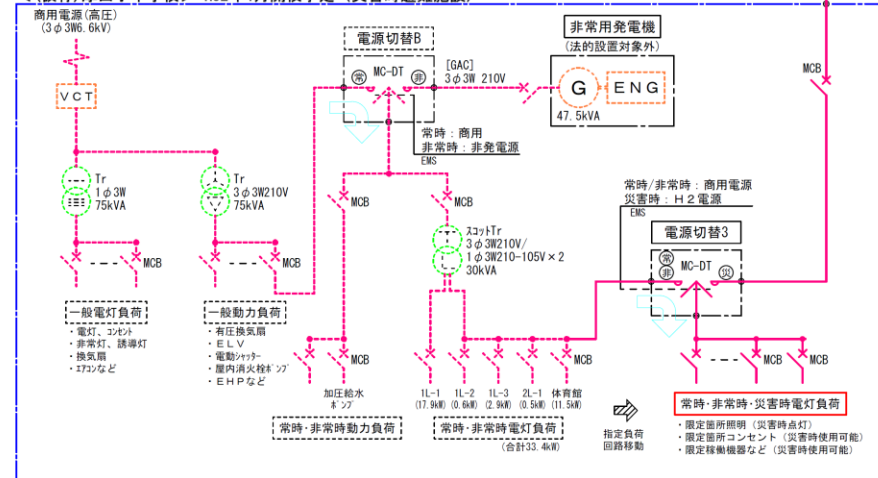 商用電源(高圧)
(3φ3W6.6kV)
VCT
Tr
1φ3W
75kVA
Tr
3φ3W210V
75kVA
MCB
MCB
一般電灯負荷
・電灯、コンセント
・非常灯、誘導灯
・換気扇
・エアコンなど
一般動力負荷
・有圧換気扇
・ELV
・電動シャッター
・屋内消火栓ポンプ
・EHPなど
電源切替B
常
MC-DT
非
[GAC]
3φ3W 210V
常時：商用
非常時：非発電源
EMS
非常用発電機
(法的設置対象外)
G
ENG
47.5kVA
MCB
MCB
MCB
スコットTr
3φ3W210V/
1φ3W210-105V×2
30kVA
MCB
MCB
加圧給水
ポンプ
常時・非常時動力負荷
1L-1
(17.9kW)
1L-2
(0.6kW)
1L-3
(2.9kW)
2L-1
(0.5kW)
体育館
(11.5kW)
常時・非常時電灯負荷
(合計33.4kW)
指定負荷
回路移動
常時/非常時：商用電源
災害時：H2電源
EMS
電源切替3
常
非
MC-DT
災
MCB
MCB
常時・非常時・災害時電灯負荷
・限定箇所照明（災害時点灯）
・限定箇所コンセント（災害時使用可能）
・限定稼働機器など（災害時使用可能）